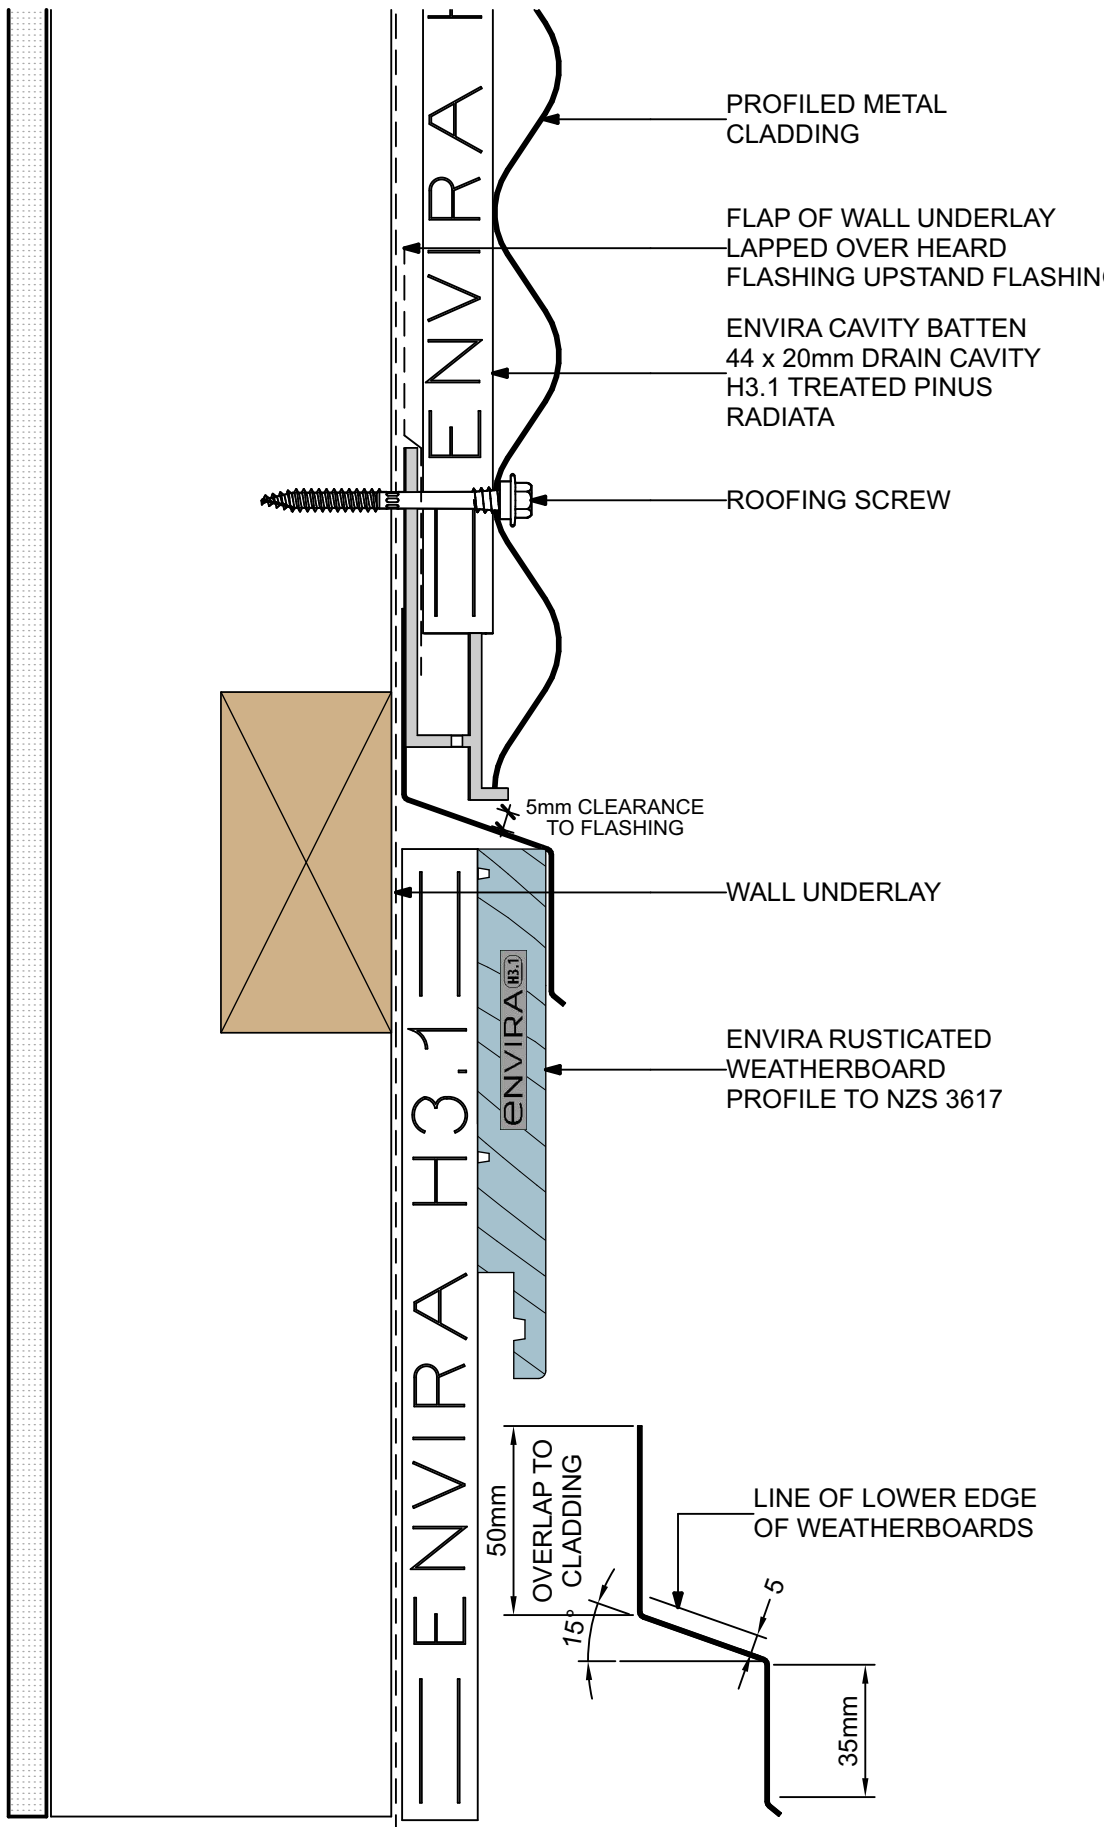 ENVIRA
PROFILED METAL
CLADDING
FLAP OF WALL UNDERLAY
LAPPED OVER HEARD
FLASHING UPSTAND FLASHING
ENVIRA CAVITY BATTEN
44 x 20mm DRAIN CAVITY
H3.1 TREATED PINUS
RADIATA
ROOFING SCREW
5mm CLEARANCE
TO FLASHING
WALL UNDERLAY
ENVIRA H3.1
ENVIRA RUSTICATED
WEATHERBOARD
PROFILE TO NZS 3617
ENVIRA H3.1
50mm
OVERLAP TO
CLADDING
LINE OF LOWER EDGE
OF WEATHERBOARDS
15°
5
35mm